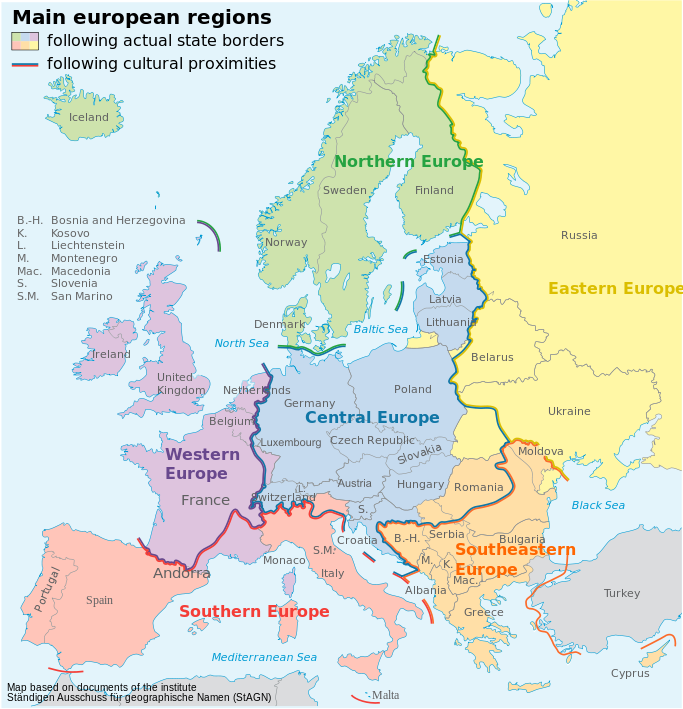 Main european regions
following actual state borders
following cultural proximities
Iceland
Northern Europe
Sweden
Finland
Norway
Russia
B.-H. Bosnia and Herzegovina
K. Kosovo
L. Liechtenstein
M. Montenegro
Mac. Macedonia
S. Slovenia
S.M. San Marino
Estonia
Eastern Europe
Latvia
Lithuania
Denmark
Baltic Sea
North Sea
Ireland
Belarus
United
Kingdom
Netherlands
Germany
Poland
Ukraine
Central Europe
Belgium
Luxembourg
Czech Republic
Slovakia
Moldova
Western
Europe
Austria
Hungary
Romania
L.
Switzerland
France
S.
Black Sea
Croatia
B.-H.
Serbia
Bulgaria
S.M.
Southeastern
Europe
Monaco
Italy
M.
K.
Mac.
Andorra
Albania
Portugal
Spain
Turkey
Southern Europe
Greece
Mediterranean Sea
Cyprus
Malta
Map based on documents of the institute
Ständigen Ausschuss für geographische Namen (StAGN)